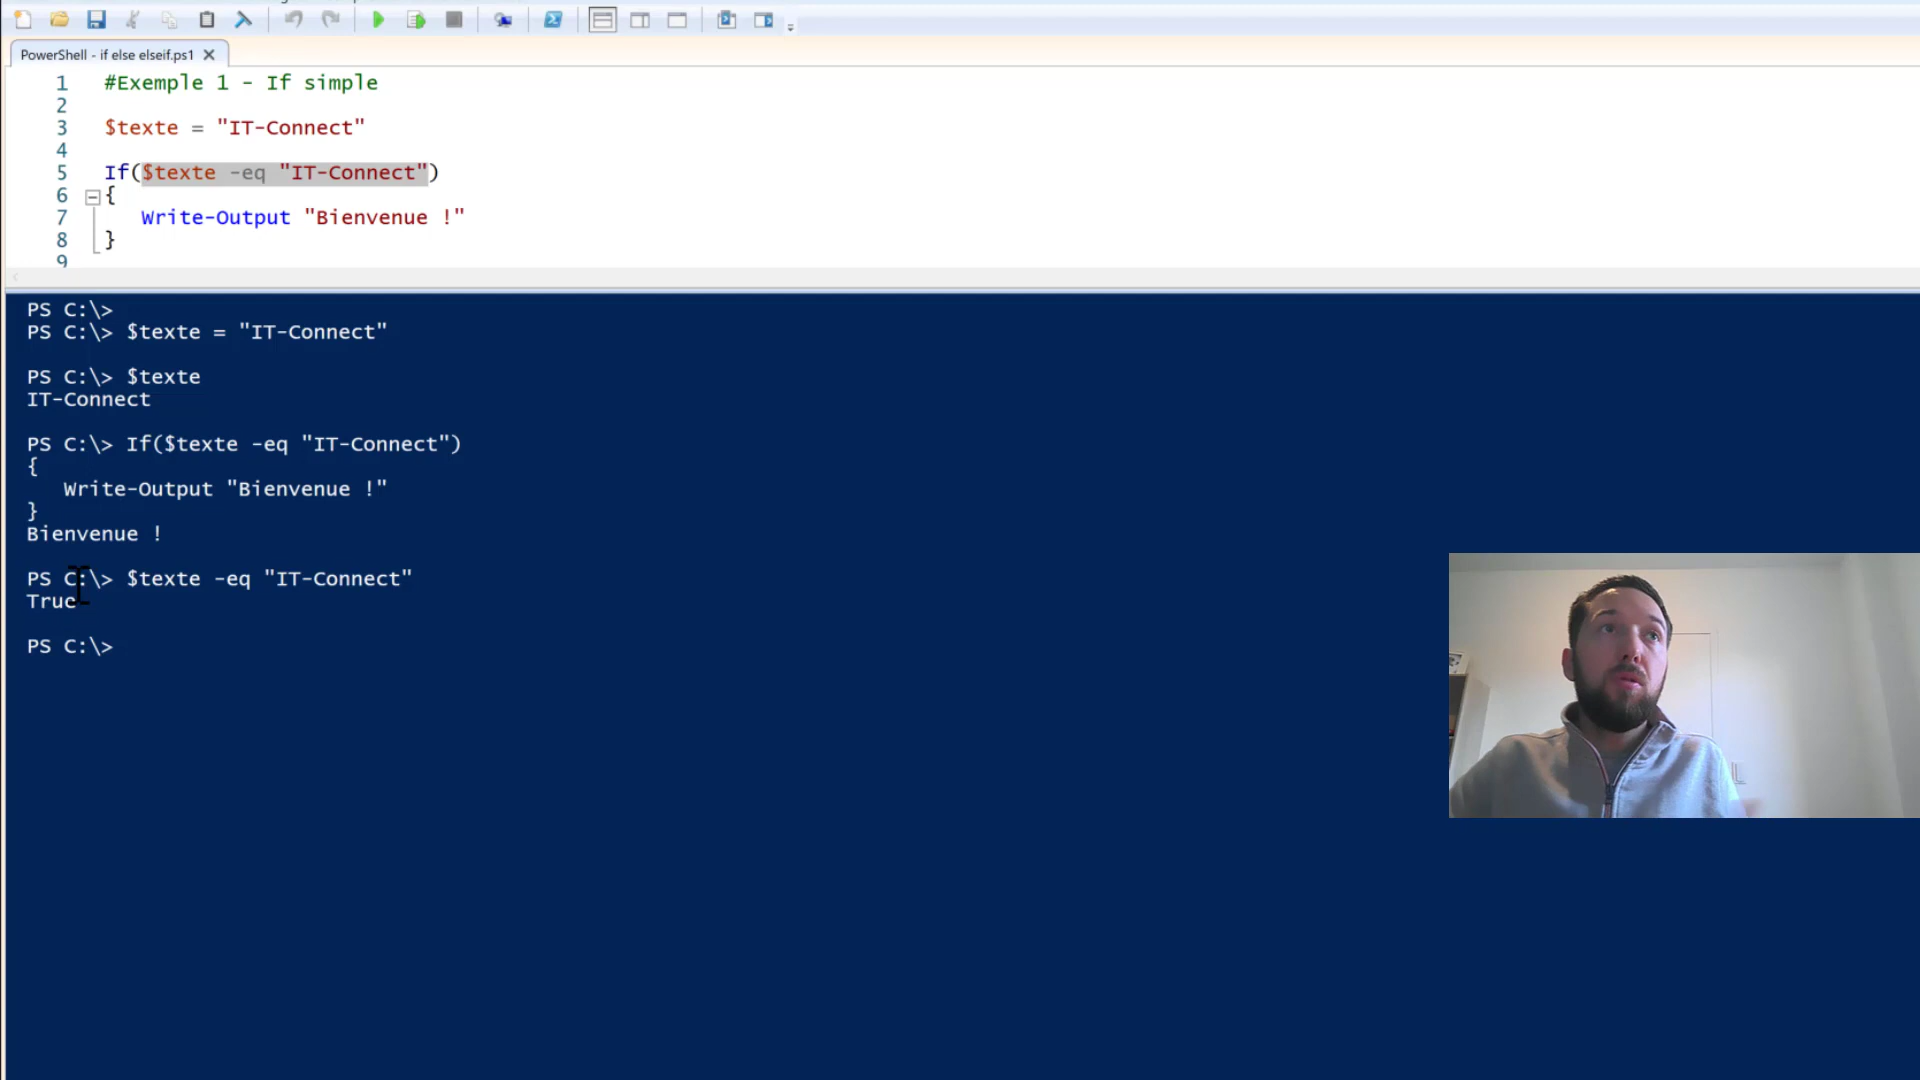 PowerShell - if else elseif.ps1
1 #Exemple 1 - If simple
2
3 $texte = "IT-Connect"
4
5 If($texte -eq "IT-Connect")
6 {
7 Write-Output "Bienvenue !"
8 }
9
PS C:\>
PS C:\> $texte = "IT-Connect"
PS C:\> $texte
IT-Connect
PS C:\> If($texte -eq "IT-Connect")
{
Write-Output "Bienvenue !"
}
Bienvenue !
PS C:\> $texte -eq "IT-Connect"
True
PS C:\>